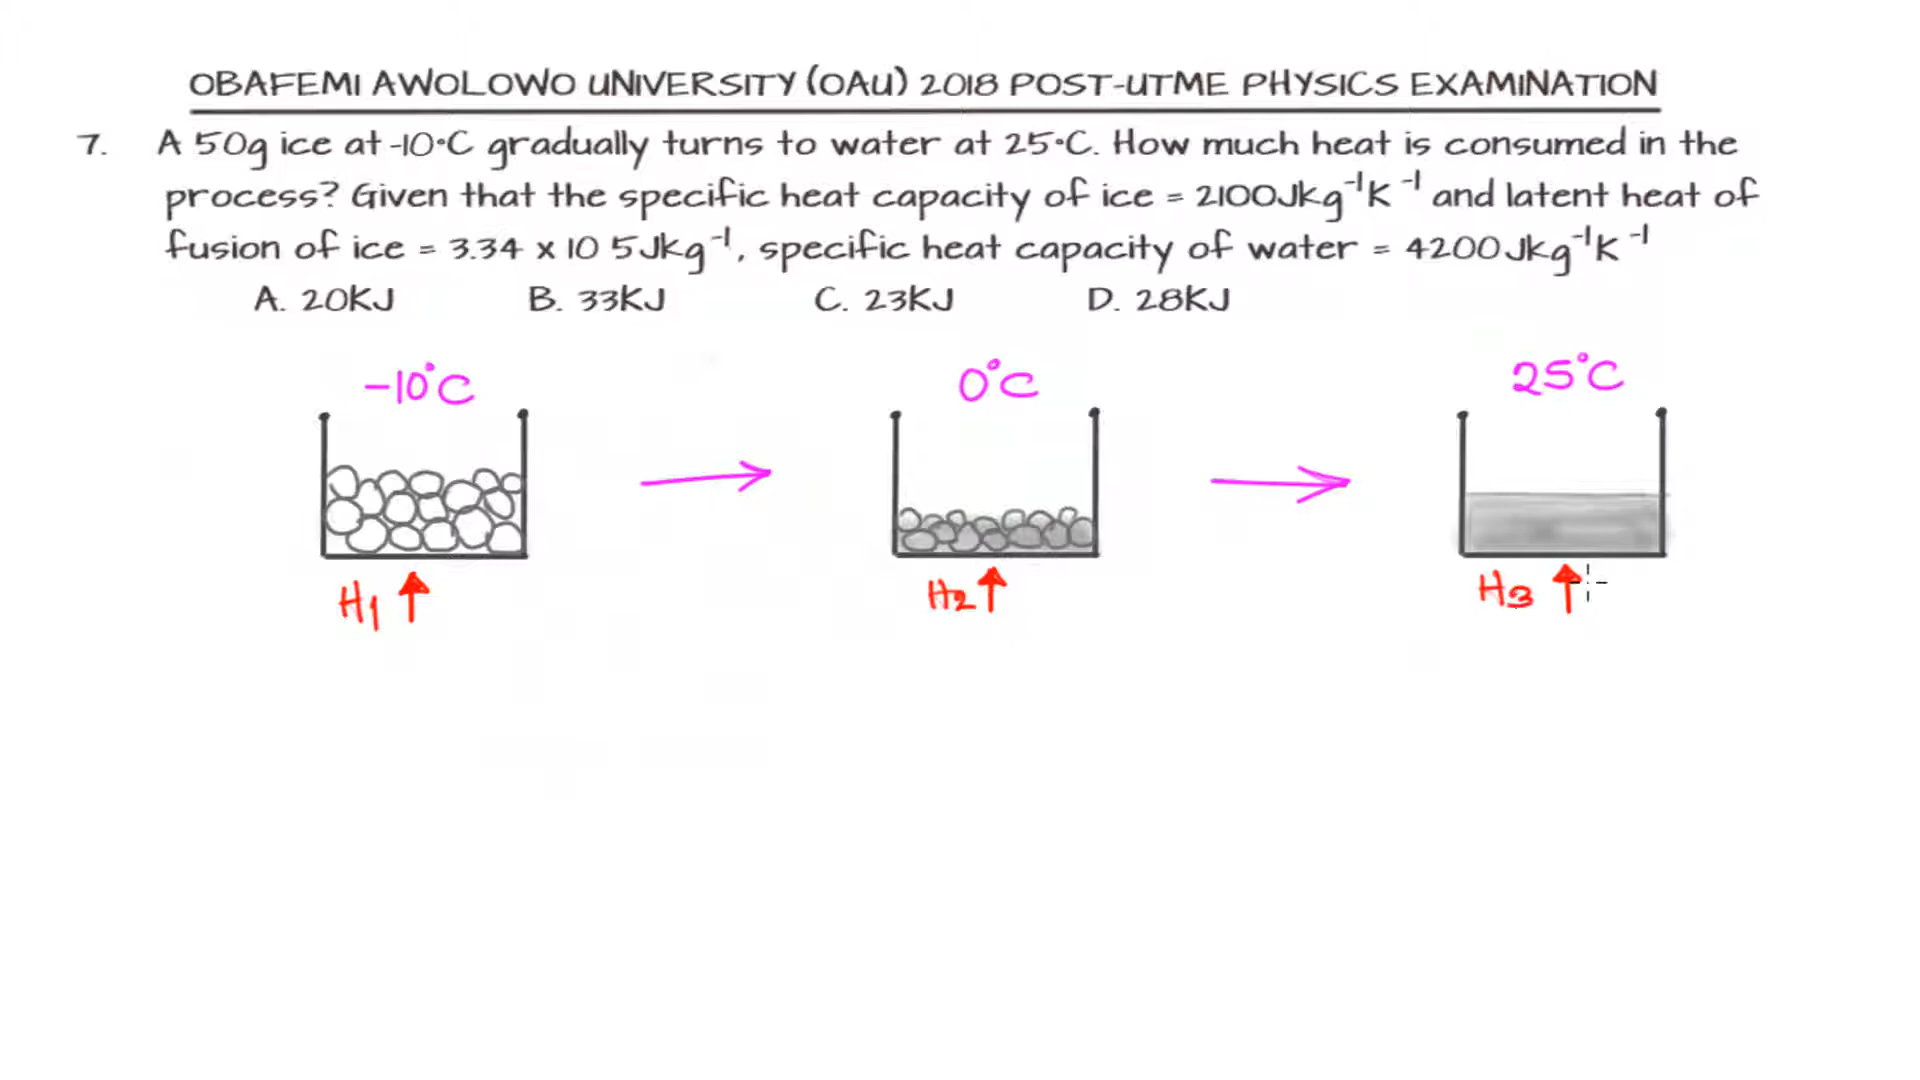 OBAFEMI AWOLOWO UNIVERSITY (OAU) 2018 POST-UTME PHYSICS EXAMINATION
7. A 50g ice at -10°C gradually turns to water at 25°C. How much heat is consumed in the
process? Given that the specific heat capacity of ice = 2100Jkg⁻¹K⁻¹ and latent heat of
fusion of ice = 3.34 x 10 5Jkg⁻¹, specific heat capacity of water = 4200Jkg⁻¹K⁻¹
A. 20KJ B. 33KJ C. 23KJ D. 28KJ
-10°C 0°C 25°C
H1 H2 H3